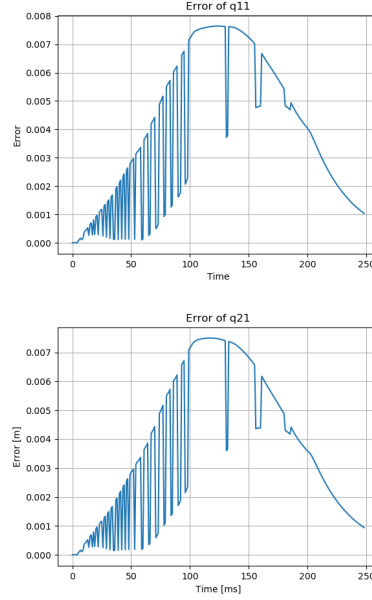 Error of q11
0.008
0.007
0.006
0.005
0.004
0.003
0.002
0.001
0.000
Error
0 50 100 150 200 250
Time
Error of q21
0.007
0.006
0.005
0.004
0.003
0.002
0.001
0.000
Error [m]
0 50 100 150 200 250
Time [ms]